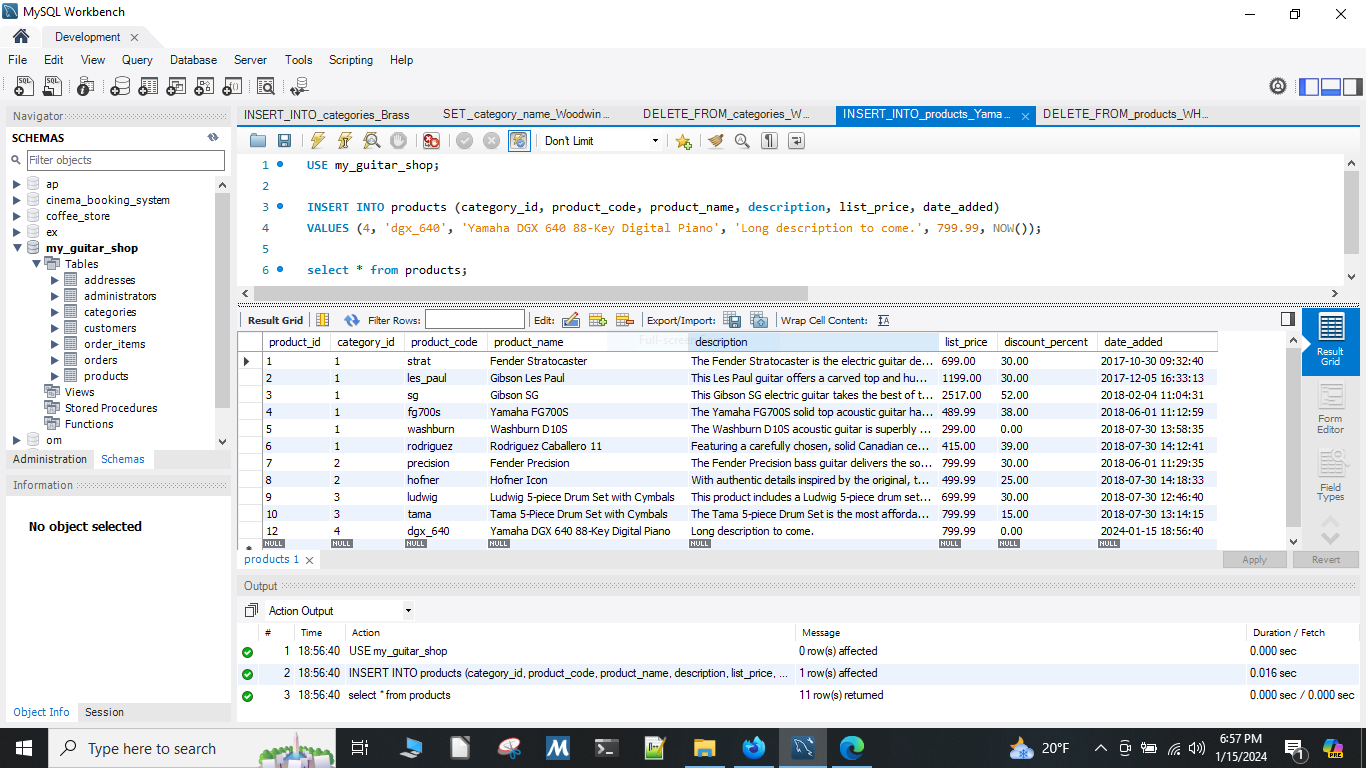 MySQL Workbench
Development
File Edit View Query Database Server Tools Scripting Help
Navigator
SCHEMAS
Filter objects
ap
cinema_booking_system
coffee_store
ex
my_guitar_shop
Tables
addresses
administrators
categories
customers
order_items
orders
products
Views
Stored Procedures
Functions
om
Administration Schemas
Information
No object selected
Object Info Session
INSERT_INTO_categories_Brass SET_category_name_Woodwin... DELETE_FROM_categories_W... INSERT_INTO_products_Yama... DELETE_FROM_products_WH...
Don't Limit
1 USE my_guitar_shop;
2
3 INSERT INTO products (category_id, product_code, product_name, description, list_price, date_added)
4 VALUES (4, 'dgx_640', 'Yamaha DGX 640 88-Key Digital Piano', 'Long description to come.', 799.99, NOW());
5
6 select * from products;
Result Grid Filter Rows: Edit: Export/Import: Wrap Cell Content:
Full-scree
product_id category_id product_code product_name description list_price discount_percent date_added
1 1 strat Fender Stratocaster The Fender Stratocaster is the electric guitar de... 699.00 30.00 2017-10-30 09:32:40
2 1 les_paul Gibson Les Paul This Les Paul guitar offers a carved top and hu... 1199.00 30.00 2017-12-05 16:33:13
3 1 sg Gibson SG This Gibson SG electric guitar takes the best of t... 2517.00 52.00 2018-02-04 11:04:31
4 1 fg700s Yamaha FG700S The Yamaha FG700S solid top acoustic guitar ha... 489.99 38.00 2018-06-01 11:12:59
5 1 washburn Washburn D10S The Washburn D10S acoustic guitar is superbly ... 299.00 0.00 2018-07-30 13:58:35
6 1 rodriguez Rodriguez Caballero 11 Featuring a carefully chosen, solid Canadian ce... 415.00 39.00 2018-07-30 14:12:41
7 2 precision Fender Precision The Fender Precision bass guitar delivers the so... 799.99 30.00 2018-06-01 11:29:35
8 2 hofner Hofner Icon With authentic details inspired by the original, t... 499.99 25.00 2018-07-30 14:18:33
9 3 ludwig Ludwig 5-piece Drum Set with Cymbals This product includes a Ludwig 5-piece drum set... 699.99 30.00 2018-07-30 12:46:40
10 3 tama Tama 5-Piece Drum Set with Cymbals The Tama 5-piece Drum Set is the most afforda... 799.99 15.00 2018-07-30 13:14:15
12 4 dgx_640 Yamaha DGX 640 88-Key Digital Piano Long description to come. 799.99 0.00 2024-01-15 18:56:40
NULL NULL NULL NULL NULL NULL NULL NULL
Result Grid
Form Editor
Field Types
products 1 Apply Revert
Output
Action Output
# Time Action Message Duration / Fetch
1 18:56:40 USE my_guitar_shop 0 row(s) affected 0.000 sec
2 18:56:40 INSERT INTO products (category_id, product_code, product_name, description, list_price, ... 1 row(s) affected 0.016 sec
3 18:56:40 select * from products 11 row(s) returned 0.000 sec / 0.000 sec
Type here to search
20°F
6:57 PM
1/15/2024
1
PRE